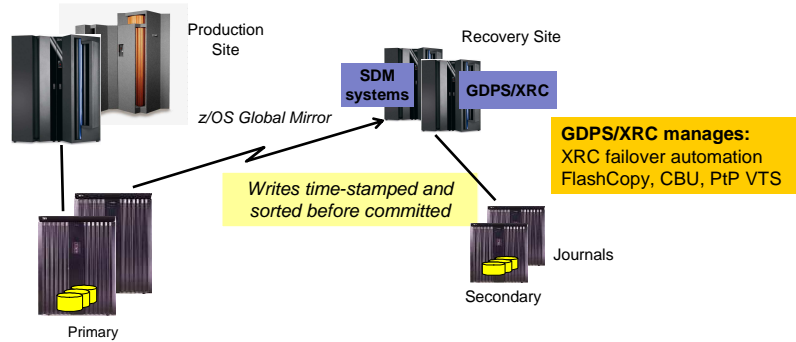 Production
Site
Recovery Site
SDM
systems
GDPS/XRC
z/OS Global Mirror
GDPS/XRC manages:
XRC failover automation
FlashCopy, CBU, PtP VTS
Writes time-stamped and
sorted before committed
Journals
Secondary
Primary